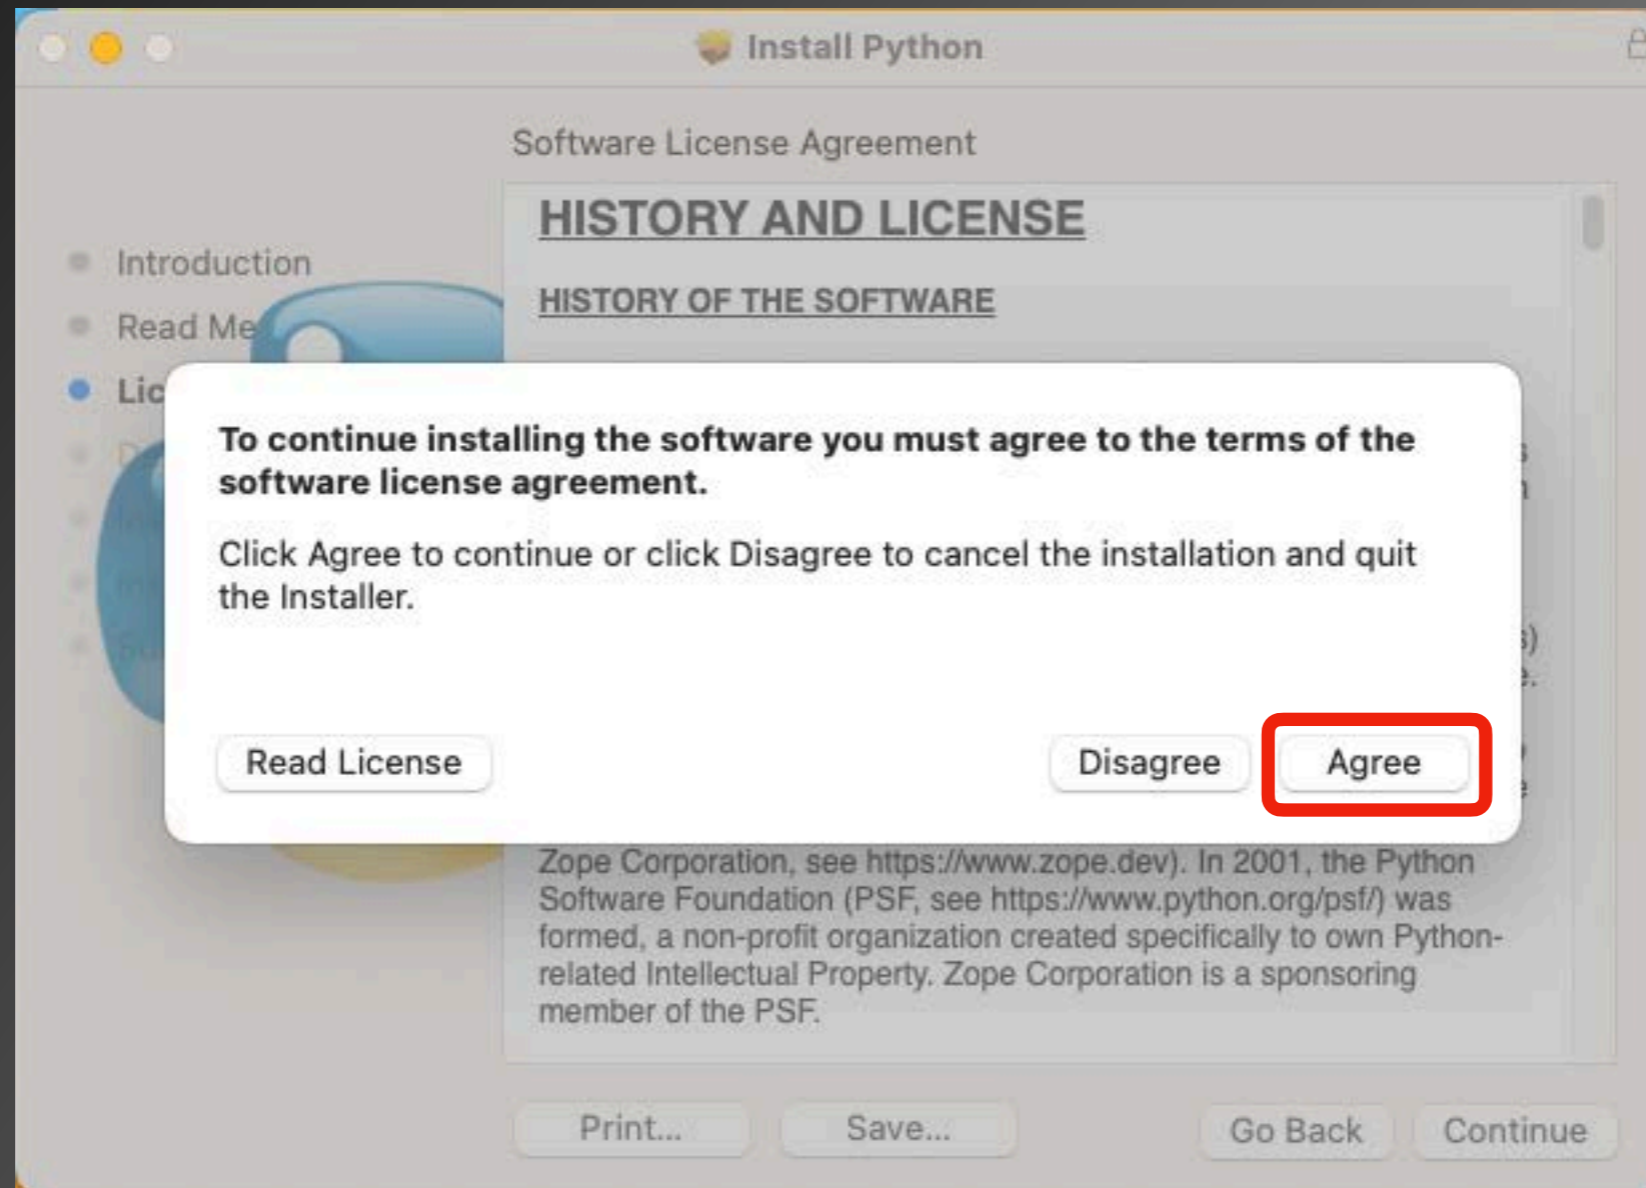 Install Python
Software License Agreement
HISTORY AND LICENSE
HISTORY OF THE SOFTWARE
Introduction
Read Me
Lic
To continue installing the software you must agree to the terms of the
software license agreement.
Click Agree to continue or click Disagree to cancel the installation and quit
the Installer.
Read License
Disagree
Agree
Zope Corporation, see https://www.zope.dev). In 2001, the Python
Software Foundation (PSF, see https://www.python.org/psf/) was
formed, a non-profit organization created specifically to own Python-
related Intellectual Property. Zope Corporation is a sponsoring
member of the PSF.
Print...
Save...
Go Back
Continue